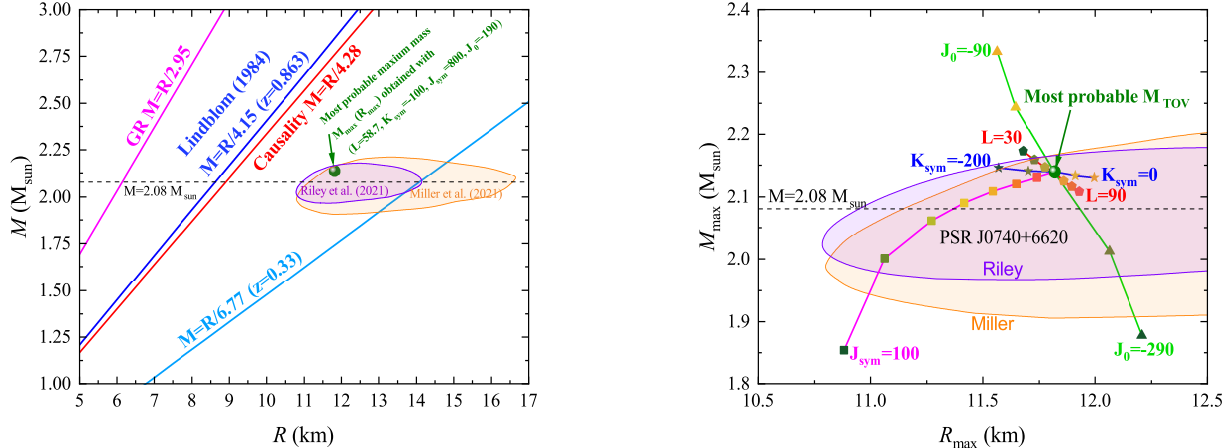 3.00
2.75
2.50
2.25
2.00
1.75
1.50
1.25
1.00
M (M_sun)
5 6 7 8 9 10 11 12 13 14 15 16 17
R (km)
GR M=R/2.95
Lindblom (1984)
M=R/4.15 (z=0.863)
Causality M=R/4.28
Most probable maxium mass
M_max (R_max) obtained with
(L=58.7, K_sym=-100, J_sym=800, J_0=-190)
M=2.08 M_sun
Riley et al. (2021)
Miller et al. (2021)
M=R/6.77 (z=0.33)
2.4
2.3
2.2
2.1
2.0
1.9
1.8
M_max (M_sun)
10.5 11.0 11.5 12.0 12.5
R_max (km)
J_0=-90
Most probable M_TOV
L=30
K_sym=-200
K_sym=0
L=90
M=2.08 M_sun
PSR J0740+6620
Riley
Miller
J_sym=100
J_0=-290